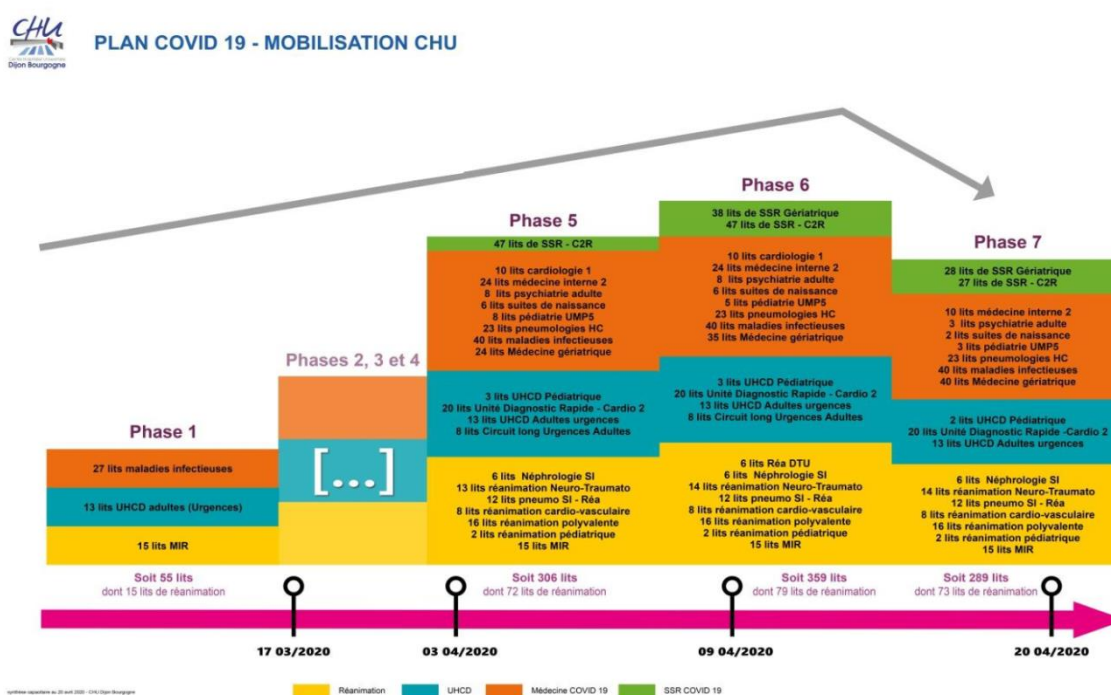 CHU
Dijon Bourgogne
PLAN COVID 19 - MOBILISATION CHU
Phase 1
27 lits maladies infectieuses
13 lits UHCD adultes (Urgences)
15 lits MIR
Soit 55 lits
dont 15 lits de réanimation
Phases 2, 3 et 4
[...]
Phase 5
47 lits de SSR - C2R
10 lits cardiologie 1
24 lits médecine interne 2
8 lits psychiatrie adulte
6 lits suites de naissance
8 lits pédiatrie UMP5
23 lits pneumologies HC
40 lits maladies infectieuses
24 lits Médecine gériatrique
3 lits UHCD Pédiatrique
20 lits Unité Diagnostic Rapide - Cardio 2
13 lits UHCD Adultes urgences
8 lits Circuit long Urgences Adultes
6 lits Néphrologie SI
13 lits réanimation Neuro-Traumato
12 lits pneumo SI - Réa
8 lits réanimation cardio-vasculaire
16 lits réanimation polyvalente
2 lits réanimation pédiatrique
15 lits MIR
Soit 306 lits
dont 72 lits de réanimation
Phase 6
38 lits de SSR Gériatrique
47 lits de SSR - C2R
10 lits cardiologie 1
24 lits médecine interne 2
8 lits psychiatrie adulte
6 lits suites de naissance
5 lits pédiatrie UMP5
23 lits pneumologies HC
40 lits maladies infectieuses
35 lits Médecine gériatrique
3 lits UHCD Pédiatrique
20 lits Unité Diagnostic Rapide - Cardio 2
13 lits UHCD Adultes urgences
8 lits Circuit long Urgences Adultes
6 lits Réa DTU
6 lits Néphrologie SI
14 lits réanimation Neuro-Traumato
12 lits pneumo SI - Réa
8 lits réanimation cardio-vasculaire
16 lits réanimation polyvalente
2 lits réanimation pédiatrique
15 lits MIR
Soit 359 lits
dont 79 lits de réanimation
Phase 7
28 lits de SSR Gériatrique
27 lits de SSR - C2R
10 lits médecine interne 2
3 lits psychiatrie adulte
2 lits suites de naissance
3 lits pédiatrie UMP5
23 lits pneumologies HC
40 lits maladies infectieuses
40 lits Médecine gériatrique
2 lits UHCD Pédiatrique
20 lits Unité Diagnostic Rapide -Cardio 2
13 lits UHCD Adultes urgences
6 lits Néphrologie SI
14 lits réanimation Neuro-Traumato
12 lits pneumo SI - Réa
8 lits réanimation cardio-vasculaire
16 lits réanimation polyvalente
2 lits réanimation pédiatrique
15 lits MIR
Soit 289 lits
dont 73 lits de réanimation
17 03/2020
03 04/2020
09 04/2020
20 04/2020
synthèse capacitaire au 20 avril 2020 - CHU Dijon Bourgogne
Réanimation
UHCD
Médecine COVID 19
SSR COVID 19